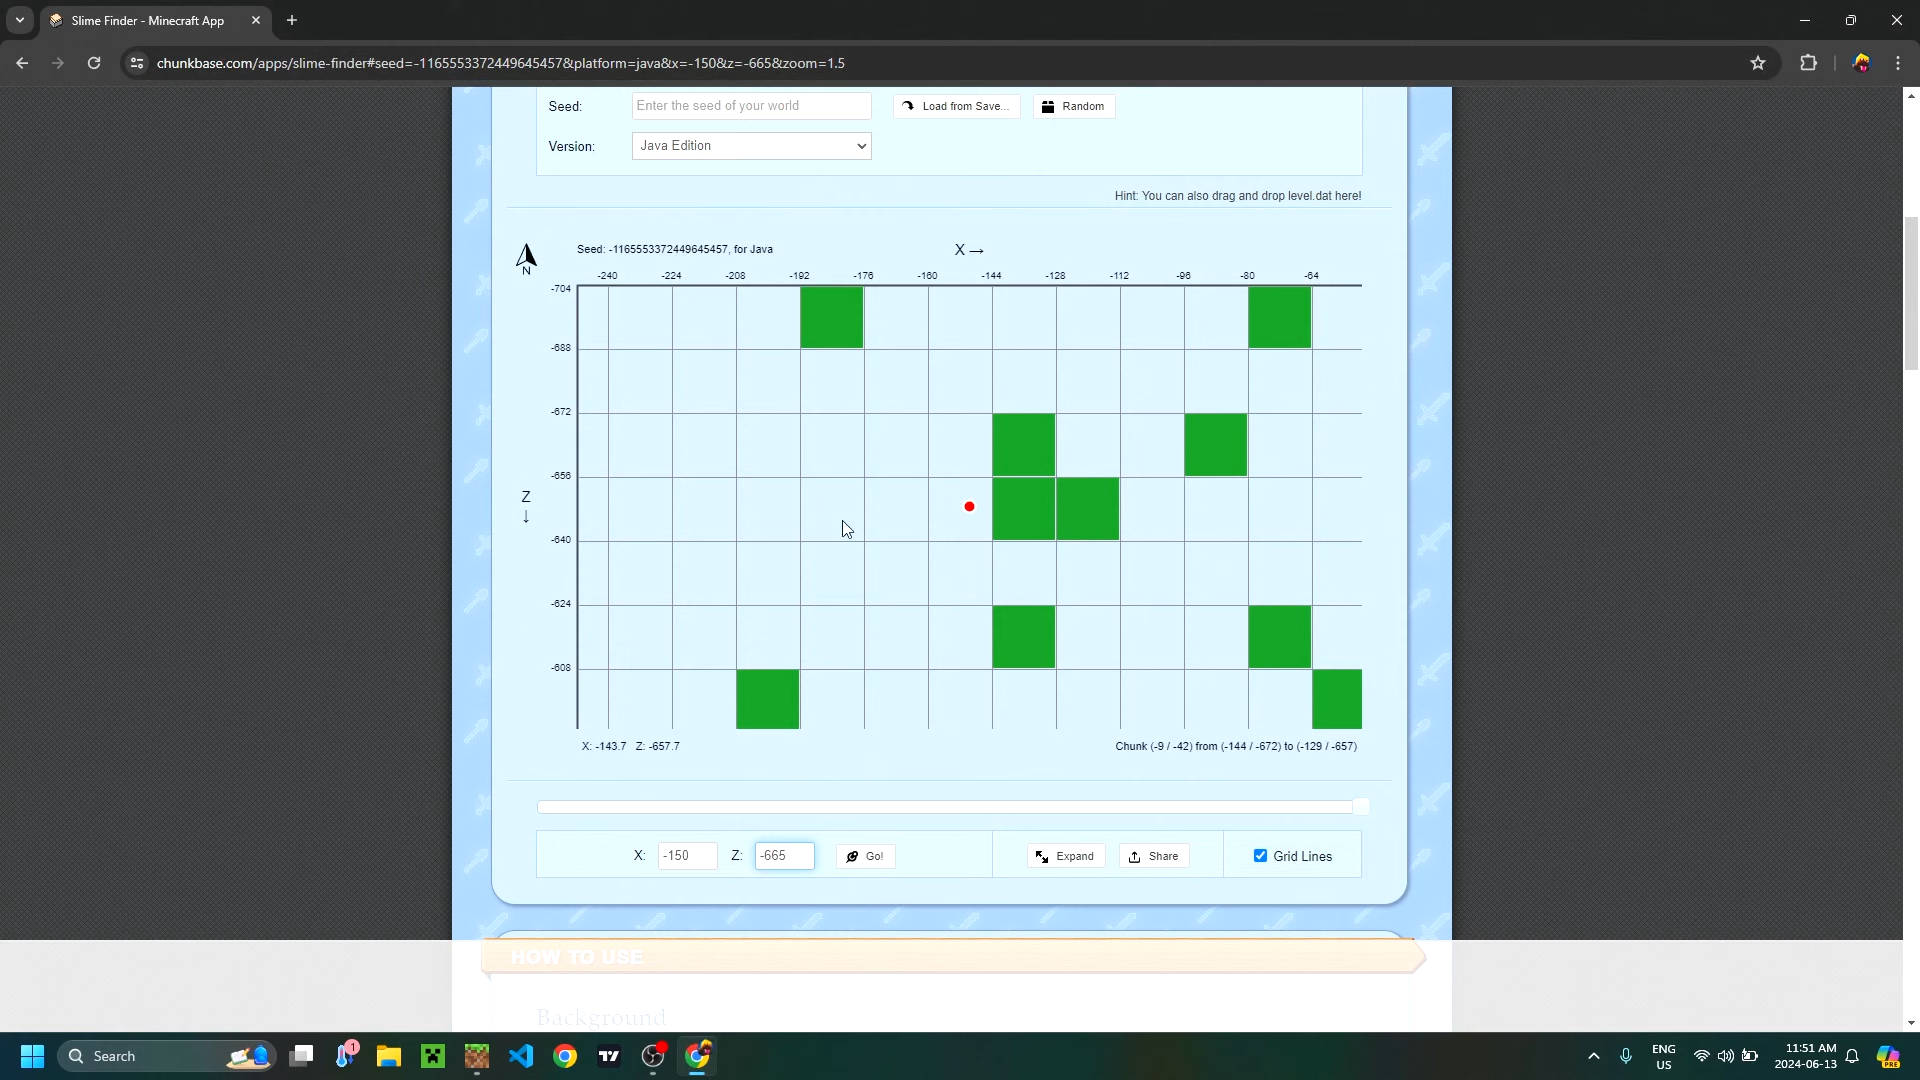 Slime Finder - Minecraft App
chunkbase.com/apps/slime-finder#seed=-1165553372449645457&platform=java&x=-150&z=-665&zoom=1.5
Seed:
Enter the seed of your world
Load from Save...
Random
Version:
Java Edition
Hint: You can also drag and drop level.dat here!
N
Seed: -1165553372449645457, for Java
X →
-240 -224 -208 -192 -176 -160 -144 -128 -112 -96 -80 -64
-704
-688
-672
-656
Z
↓
-640
-624
-608
X: -143.7 Z: -657.7
Chunk (-9 / -42) from (-144 / -672) to (-129 / -657)
X: -150 Z: -665 Go!
Expand
Share
Grid Lines
HOW TO USE
Background
Search
1
ENG
US
11:51 AM
2024-06-13
PRE